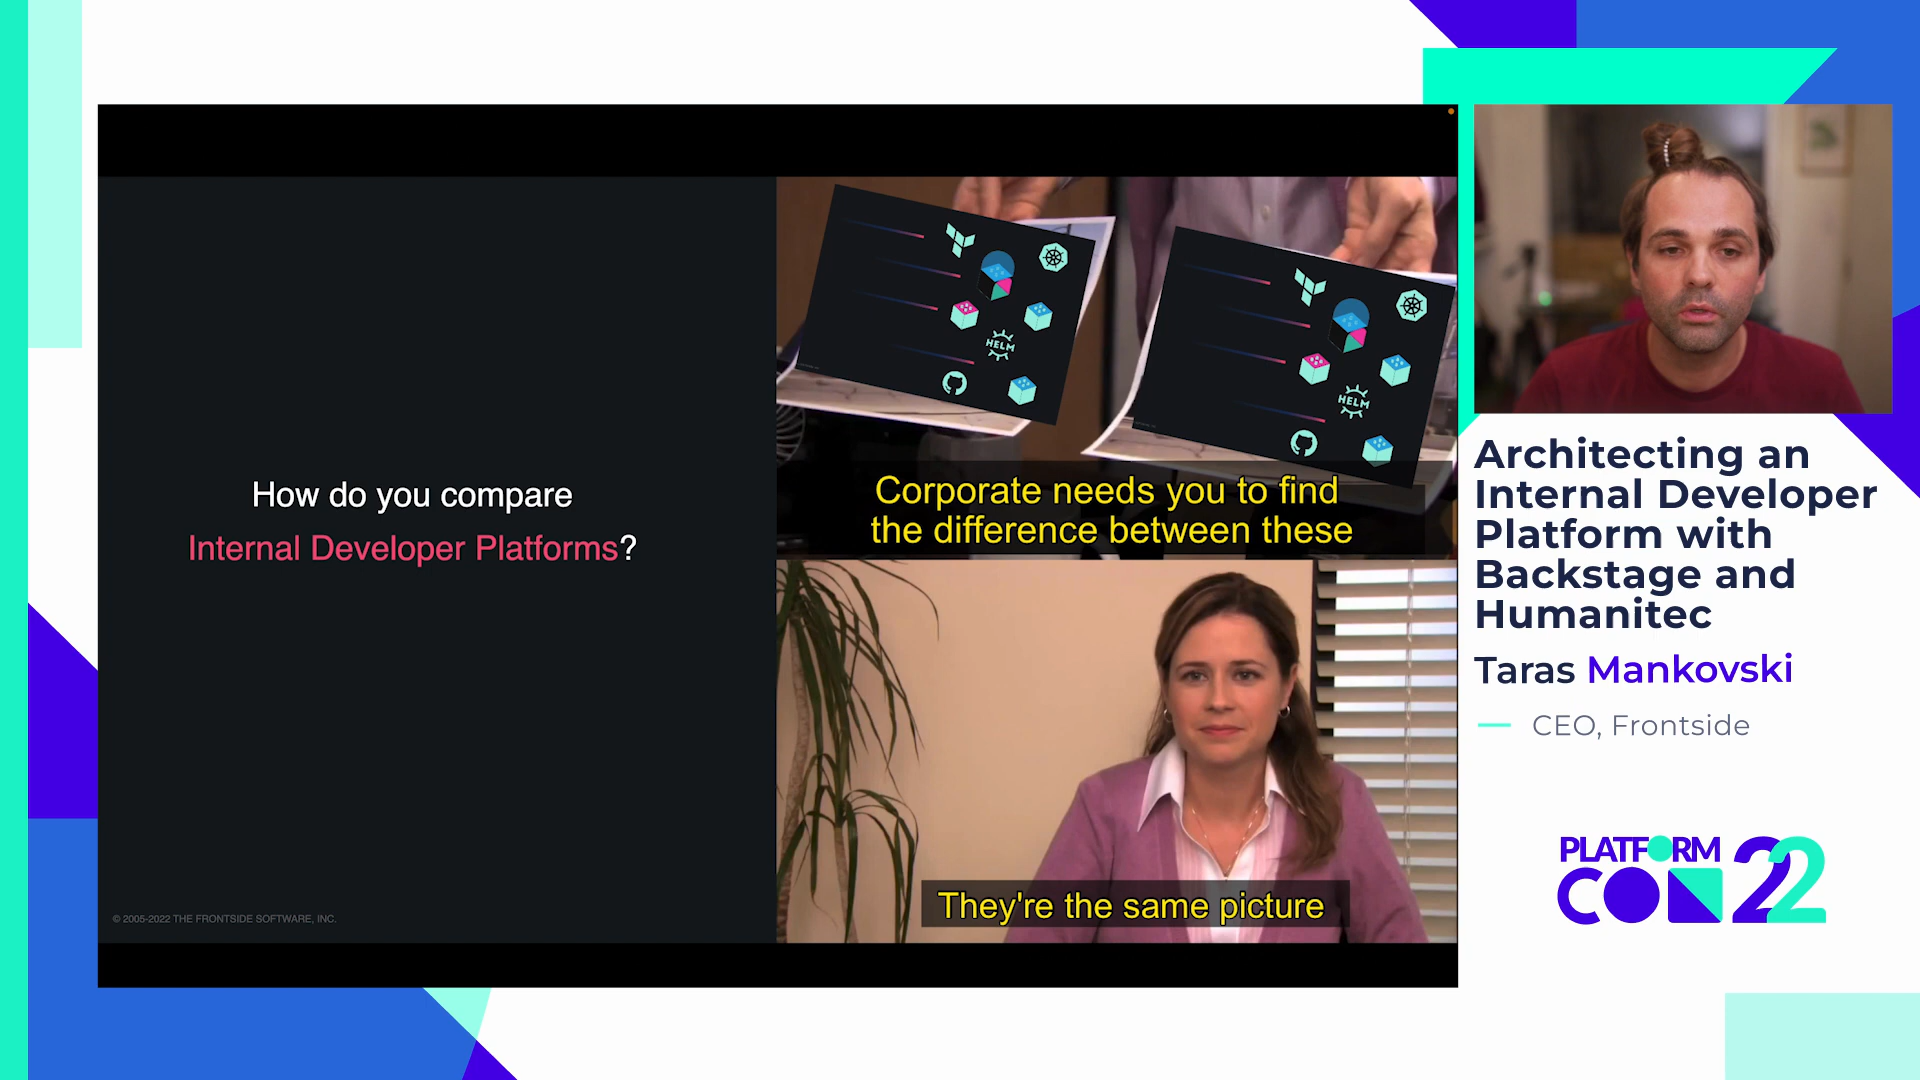 How do you compare
Internal Developer Platforms?
© 2005-2022 THE FRONTSIDE SOFTWARE, INC.
HELM
HELM
Corporate needs you to find
the difference between these
They're the same picture
Architecting an
Internal Developer
Platform with
Backstage and
Humanitec
Taras Mankovski
CEO, Frontside
PLATFORM
CON 22